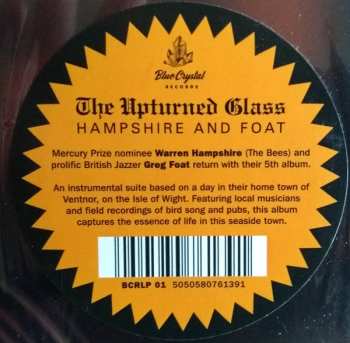 Blue Crystal
RECORDS
The Upturned Glass
HAMPSHIRE AND FOAT
Mercury Prize nominee Warren Hampshire (The Bees) and
prolific British Jazzer Greg Foat return with their 5th album.
An instrumental suite based on a day in their home town of
Ventnor, on the Isle of Wight. Featuring local musicians
and field recordings of bird song and pubs, this album
captures the essence of life in this seaside town.
BCRLP 01 5050580761391